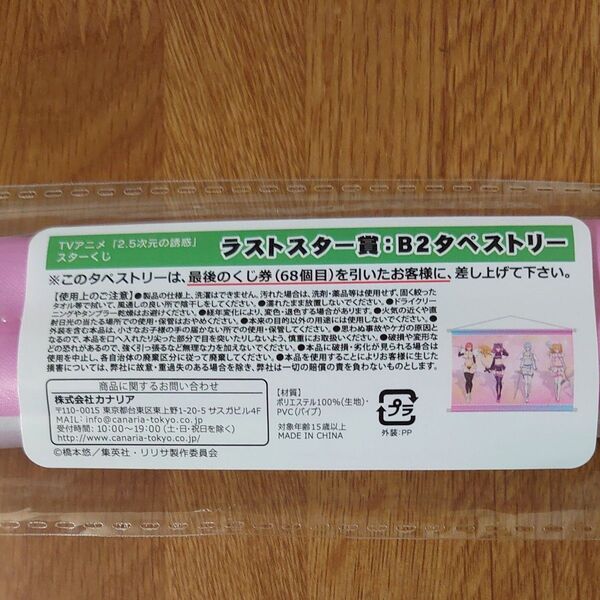 TVアニメ「2.5次元の誘惑」
スターくじ
ラストスター賞：B2タペストリー
※このタペストリーは、最後のくじ券(68個目)を引いたお客様に、差し上げて下さい。
【使用上のご注意】●製品の仕様上、洗濯はできません。汚れた場合は、洗剤・薬品等は使用せず、固く絞った
タオル等で拭いて、風通しの良い所で陰干しをしてください。●濡れたまま放置しないでください。●ドライクリー
ニングやタンブラー乾燥はお避けください。●経年変化により、変色・退色する場合があります。●火気の近くや直
射日光の当たる場所での使用・保管はおやめください。●本来の目的以外の用途には使用しないでください。●
外装を含む本品は、小さなお子様の手の届かない所での使用・保管してください。●思わぬ事故やケガの原因と
なるので、本品を口へ入れたり尖った部分で目を突いたりしないよう、慎重にお取扱いください。●破損や変形な
どの恐れがあるので、強く引っ張るなど無理な力を加えないでください。●本品に破損・劣化が見られる場合は
使用を中止し、各自治体の廃棄区分に従って廃棄してください。●本品を使用することによりお客様に生じた
損害については、弊社に故意・重過失のある場合を除き、弊社は一切の賠償の責を負わないものとします。
商品に関するお問い合わせ
株式会社カナリア
〒110-0015 東京都台東区東上野1-20-5 サスガビル4F
MAIL：info@canaria-tokyo.co.jp
https://www.canaria-tokyo.co.jp/
受付時間：10:00〜19:00(土・日・祝日を除く)
©橋本悠／集英社・リリサ製作委員会
【材質】
ポリエステル100%(生地)・
PVC(パイプ)
対象年齢15歳以上
MADE IN CHINA
プラ
外装：PP